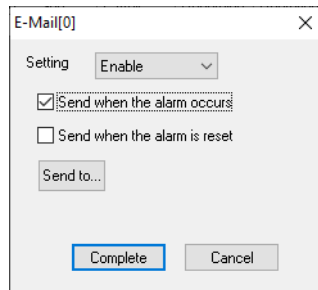 E-Mail[0]
Setting Enable
Send when the alarm occurs
Send when the alarm is reset
Send to...
Complete Cancel